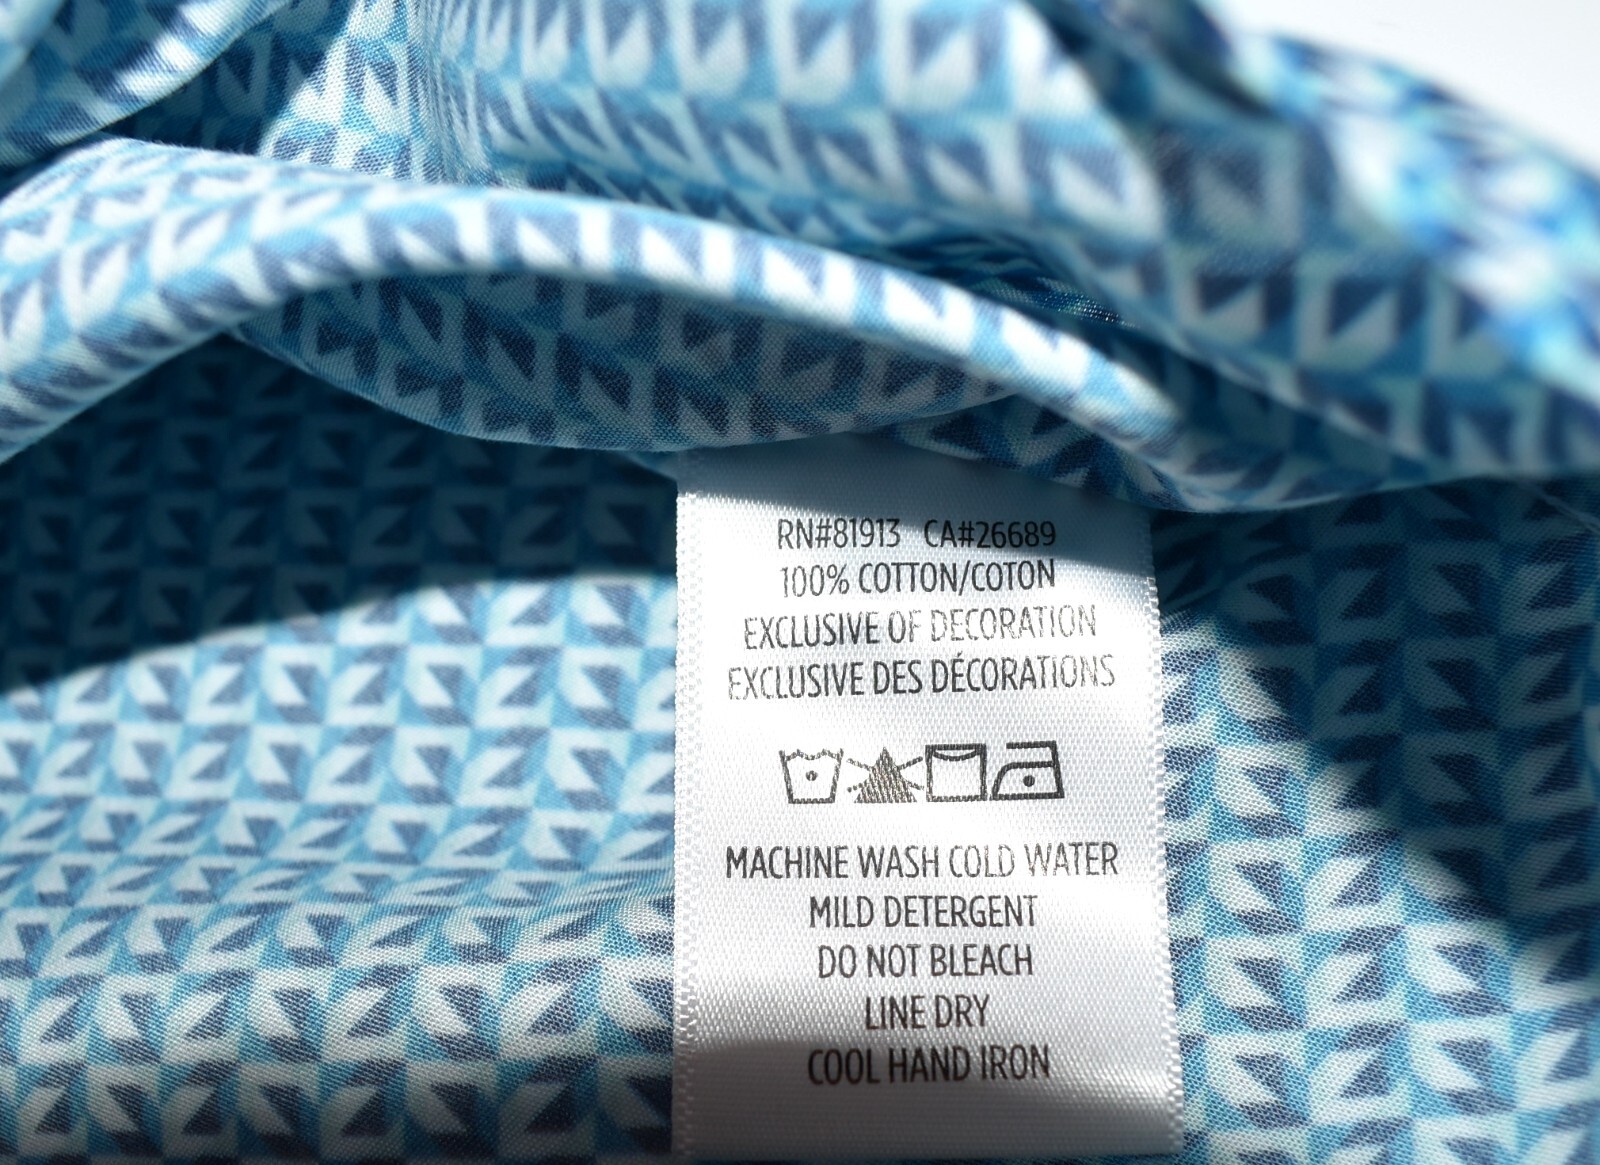 RN#81913 CA#26689
100% COTTON/COTON
EXCLUSIVE OF DECORATION
EXCLUSIVE DES DÉCORATIONS
MACHINE WASH COLD WATER
MILD DETERGENT
DO NOT BLEACH
LINE DRY
COOL HAND IRON